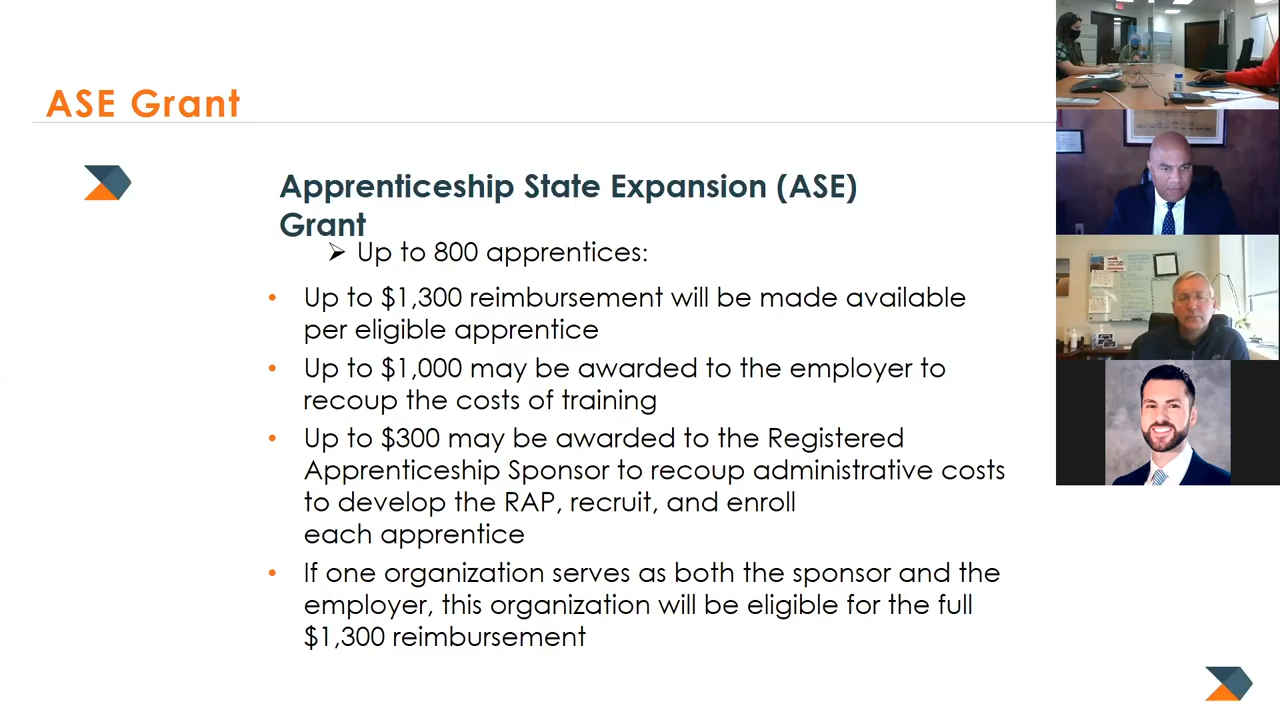 ASE Grant
Apprenticeship State Expansion (ASE)
Grant
➢ Up to 800 apprentices:
• Up to $1,300 reimbursement will be made available
per eligible apprentice
• Up to $1,000 may be awarded to the employer to
recoup the costs of training
• Up to $300 may be awarded to the Registered
Apprenticeship Sponsor to recoup administrative costs
to develop the RAP, recruit, and enroll
each apprentice
• If one organization serves as both the sponsor and the
employer, this organization will be eligible for the full
$1,300 reimbursement